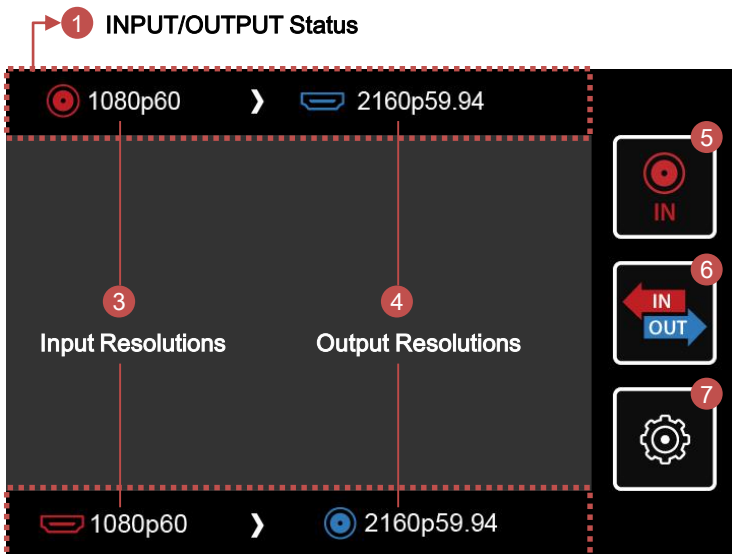 1 INPUT/OUTPUT Status
1080p60 ❯ 2160p59.94
5
IN
6
IN
OUT
3 4
Input Resolutions Output Resolutions
7
1080p60 ❯ 2160p59.94